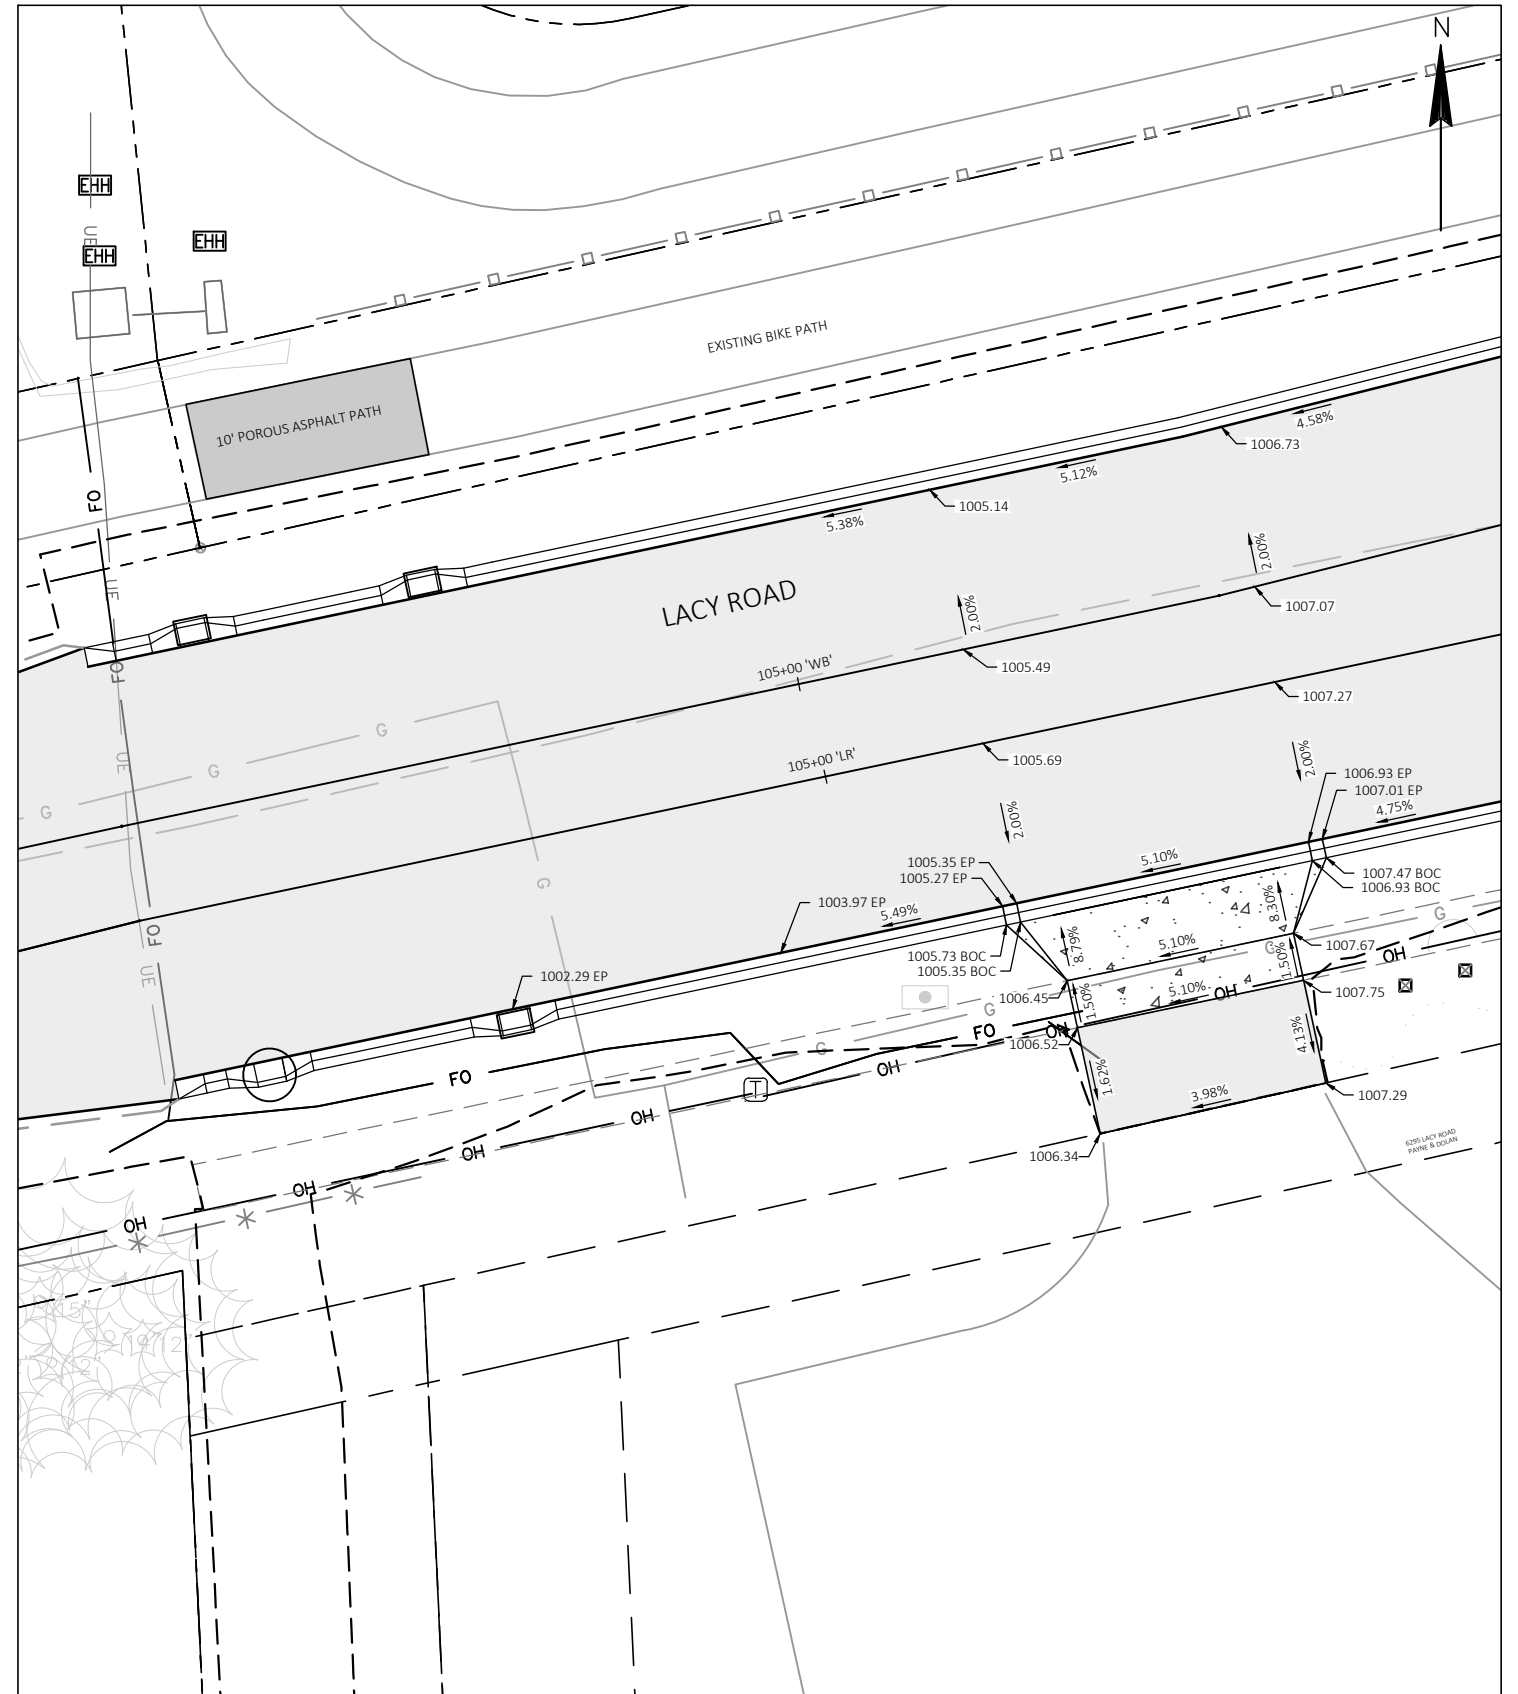 N
EHH
UE
EHH
EHH
EXISTING BIKE PATH
10' POROUS ASPHALT PATH
4.58%
1006.73
5.12%
1005.14
5.38%
FO
G
UE
LACY ROAD
2.00%
2.00%
1007.07
1005.49
105+00 'WB'
FO
1007.27
G
105+00 'LR'
1005.69
UE
G
G
2.00%
2.00%
1006.93 EP
1007.01 EP
4.75%
5.10%
1005.35 EP
1005.27 EP
G
1007.47 BOC
1006.93 BOC
1003.97 EP
5.49%
8.30%
G
FO
8.79%
5.10%
G
1007.67
1005.73 BOC
1005.35 BOC
OH
1.50%
UE
1002.29 EP
1006.45
1.50%
5.10%
OH
1007.75
G
FO
OH
1006.52
4.13%
G
OH
FO
T
1.62%
3.98%
1007.29
OH
6295 LACY ROAD
PAYNE & DOLAN
OH
1006.34
OH
OH